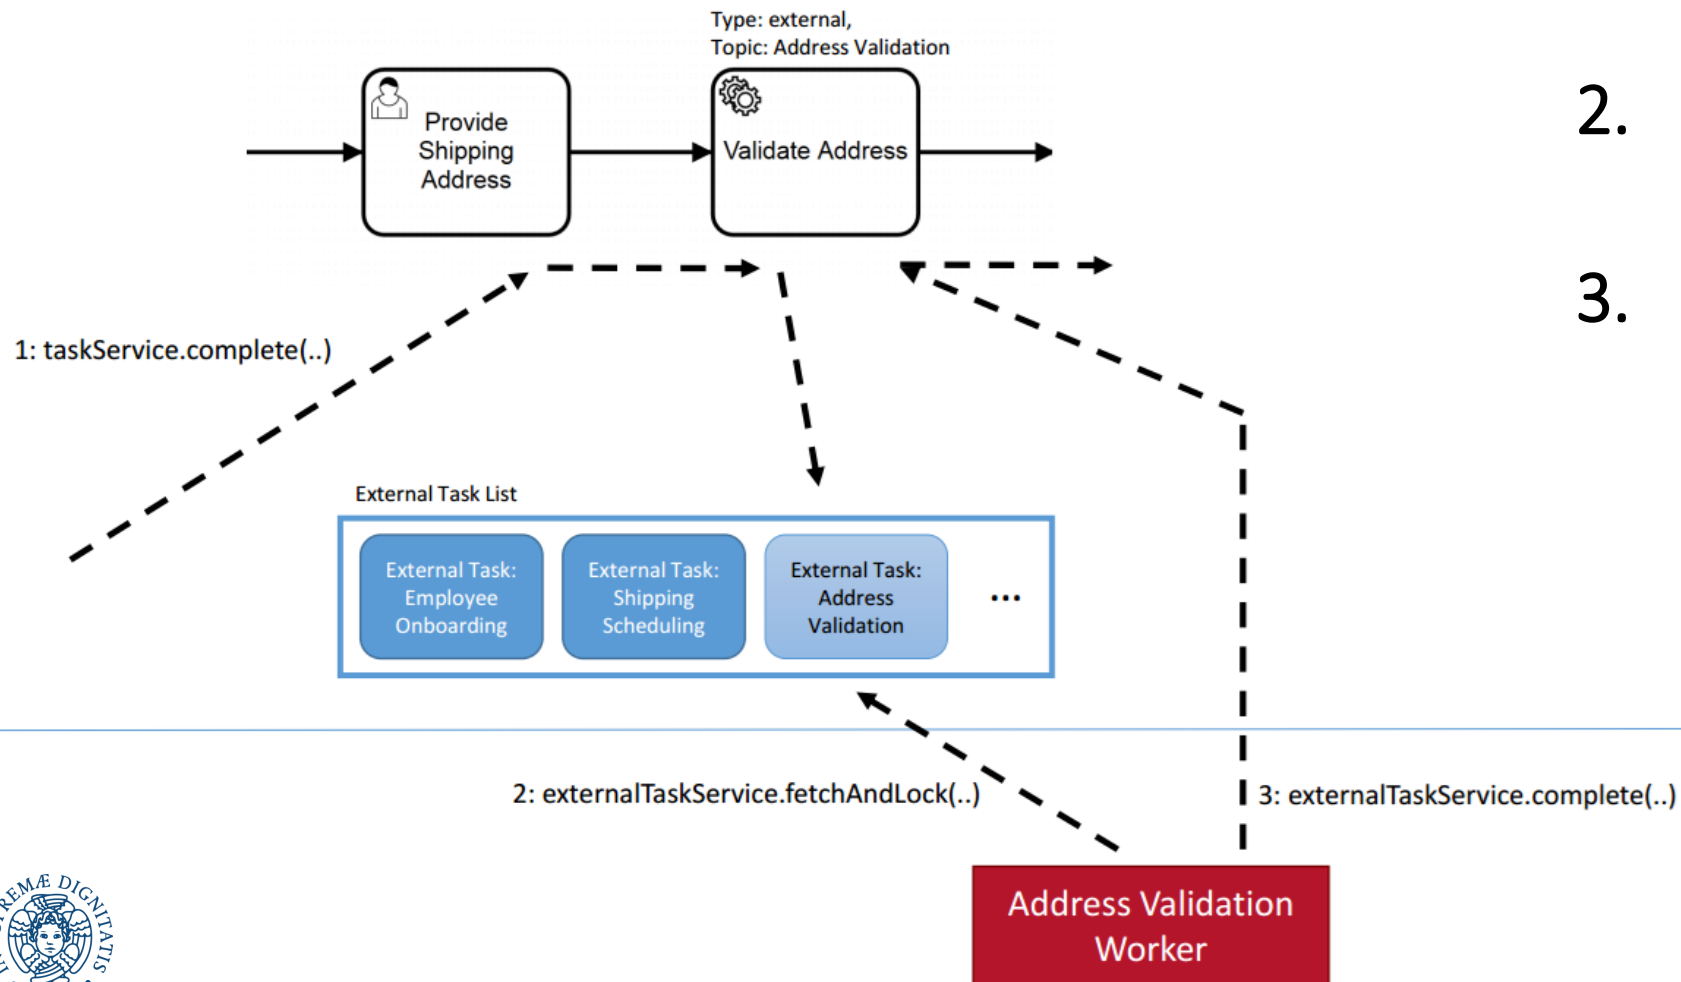 Type: external,
Topic: Address Validation
2.
Provide
Shipping
Address
Validate Address
3.
1: taskService.complete(..)
External Task List
External Task:
Employee
Onboarding
External Task:
Shipping
Scheduling
External Task:
Address
Validation
...
2: externalTaskService.fetchAndLock(..)
3: externalTaskService.complete(..)
Address Validation
Worker
DIGNITATIS